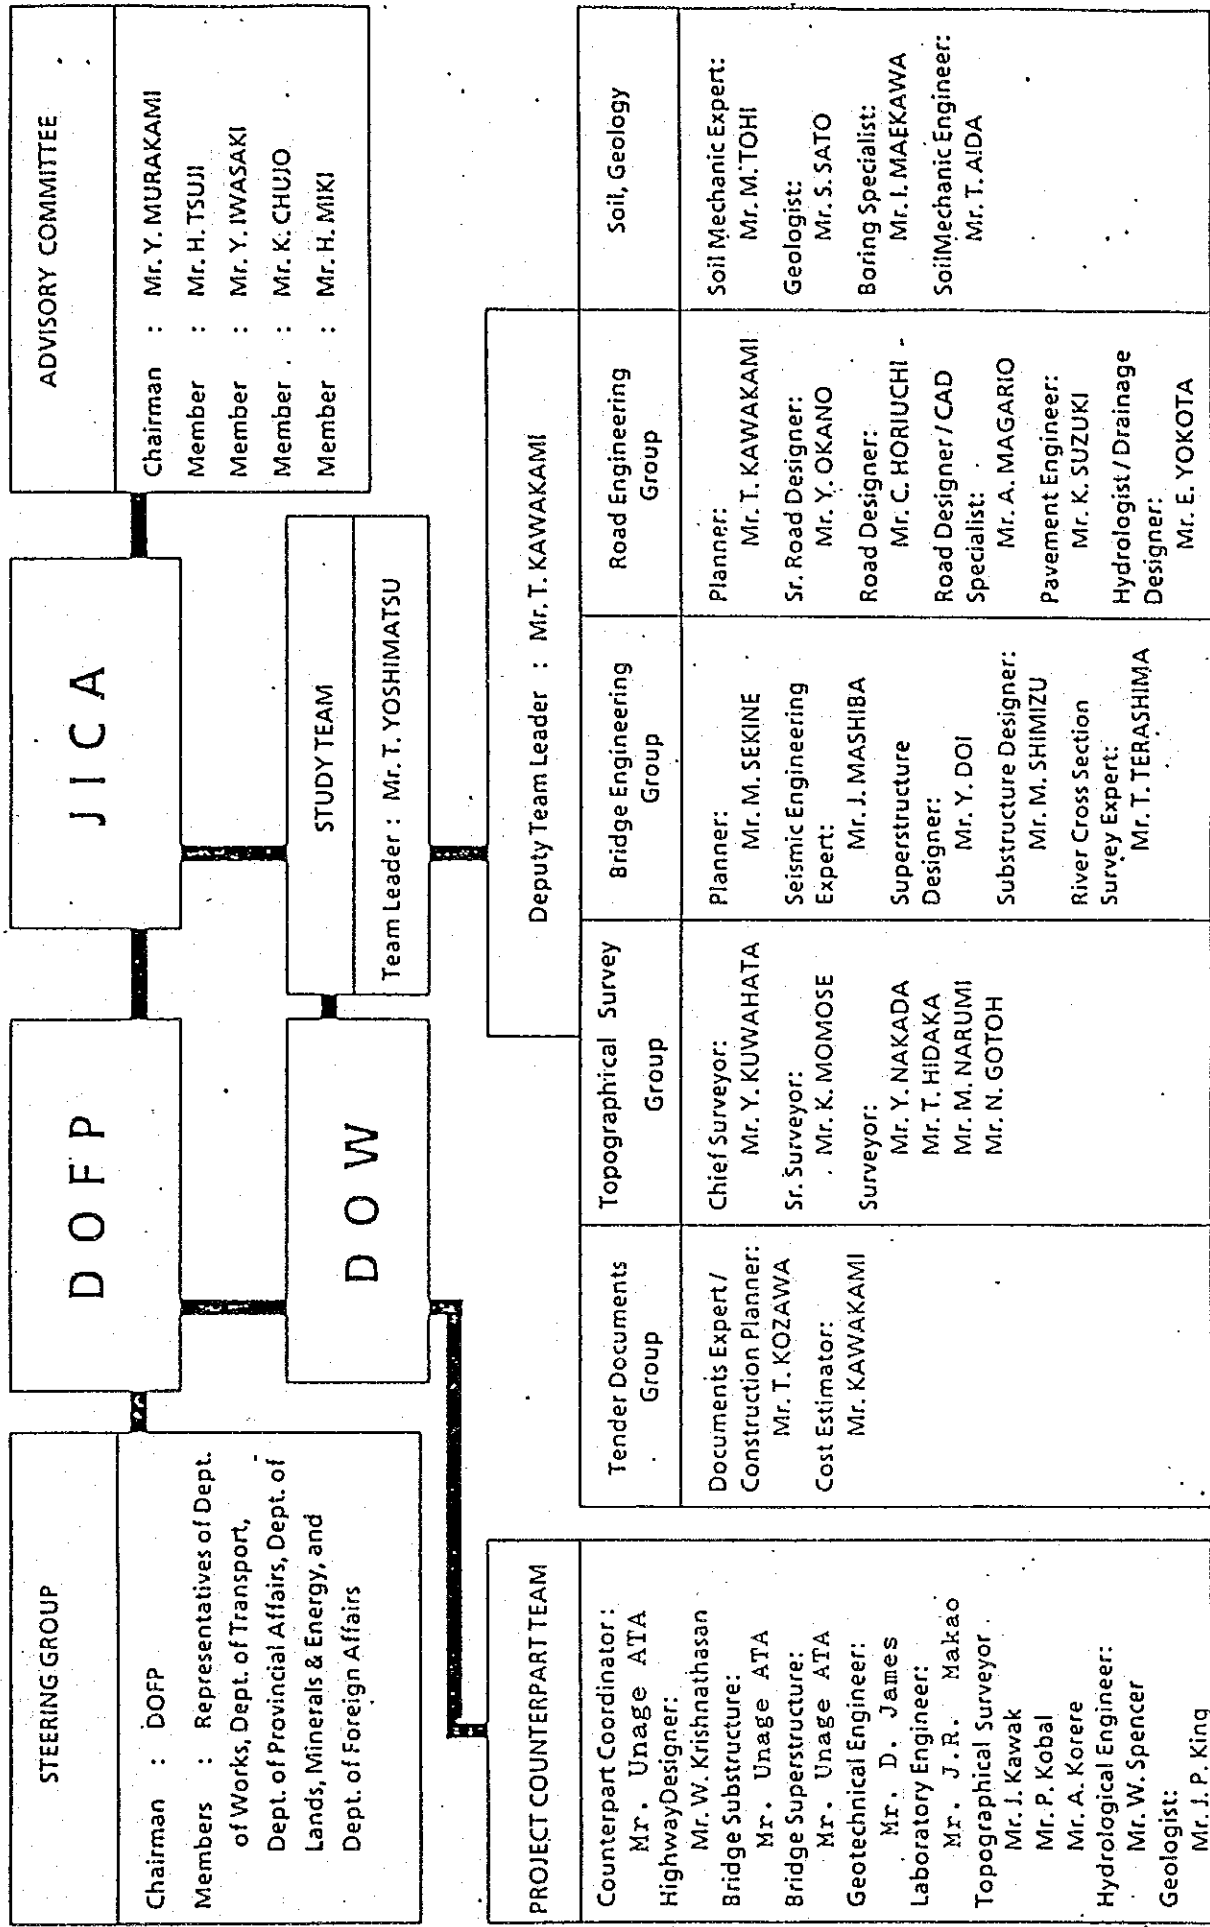 STEERING GROUP
Chairman : DOFP
Members : Representatives of Dept.
of Works, Dept. of Transport,
Dept. of Provincial Affairs, Dept. of
Lands, Minerals & Energy, and
Dept. of Foreign Affairs
DOFP
JICA
ADVISORY COMMITTEE
Chairman : Mr. Y. MURAKAMI
Member : Mr. H. TSUJI
Member : Mr. Y. IWASAKI
Member : Mr. K. CHUJO
Member : Mr. H. MIKI
DOW
STUDY TEAM
Team Leader : Mr. T. YOSHIMATSU
PROJECT COUNTERPART TEAM
Counterpart Coordinator:
Mr. Unage ATA
HighwayDesigner:
Mr. W. Krishnathasan
Bridge Substructure:
Mr. Unage ATA
Bridge Superstructure:
Mr. Unage ATA
Geotechnical Engineer:
Mr. D. James
Laboratory Engineer:
Mr. J.R. Makao
Topographical Surveyor
Mr. J. Kawak
Mr. P. Kobal
Mr. A. Korere
Hydrological Engineer:
Mr. W. Spencer
Geologist:
Mr. J. P. King
Deputy Team Leader : Mr. T. KAWAKAMI
Tender Documents
Group
Documents Expert /
Construction Planner:
Mr. T. KOZAWA
Cost Estimator:
Mr. KAWAKAMI
Topographical Survey
Group
Chief Surveyor:
Mr. Y. KUWAHATA
Sr. Surveyor:
Mr. K. MOMOSE
Surveyor:
Mr. Y. NAKADA
Mr. T. HIDAKA
Mr. M. NARUMI
Mr. N. GOTOH
Bridge Engineering
Group
Planner:
Mr. M. SEKINE
Seismic Engineering
Expert:
Mr. J. MASHIBA
Superstructure
Designer:
Mr. Y. DOI
Substructure Designer:
Mr. M. SHIMIZU
River Cross Section
Survey Expert:
Mr. T. TERASHIMA
Road Engineering
Group
Planner:
Mr. T. KAWAKAMI
Sr. Road Designer:
Mr. Y. OKANO
Road Designer:
Mr. C. HORIUCHI
Road Designer / CAD
Specialist:
Mr. A. MAGARIO
Pavement Engineer:
Mr. K. SUZUKI
Hydrologist / Drainage
Designer:
Mr. E. YOKOTA
Soil, Geology
Soil Mechanic Expert:
Mr. M. TOHI
Geologist:
Mr. S. SATO
Boring Specialist:
Mr. I. MAEKAWA
SoilMechanic Engineer:
Mr. T. AIDA